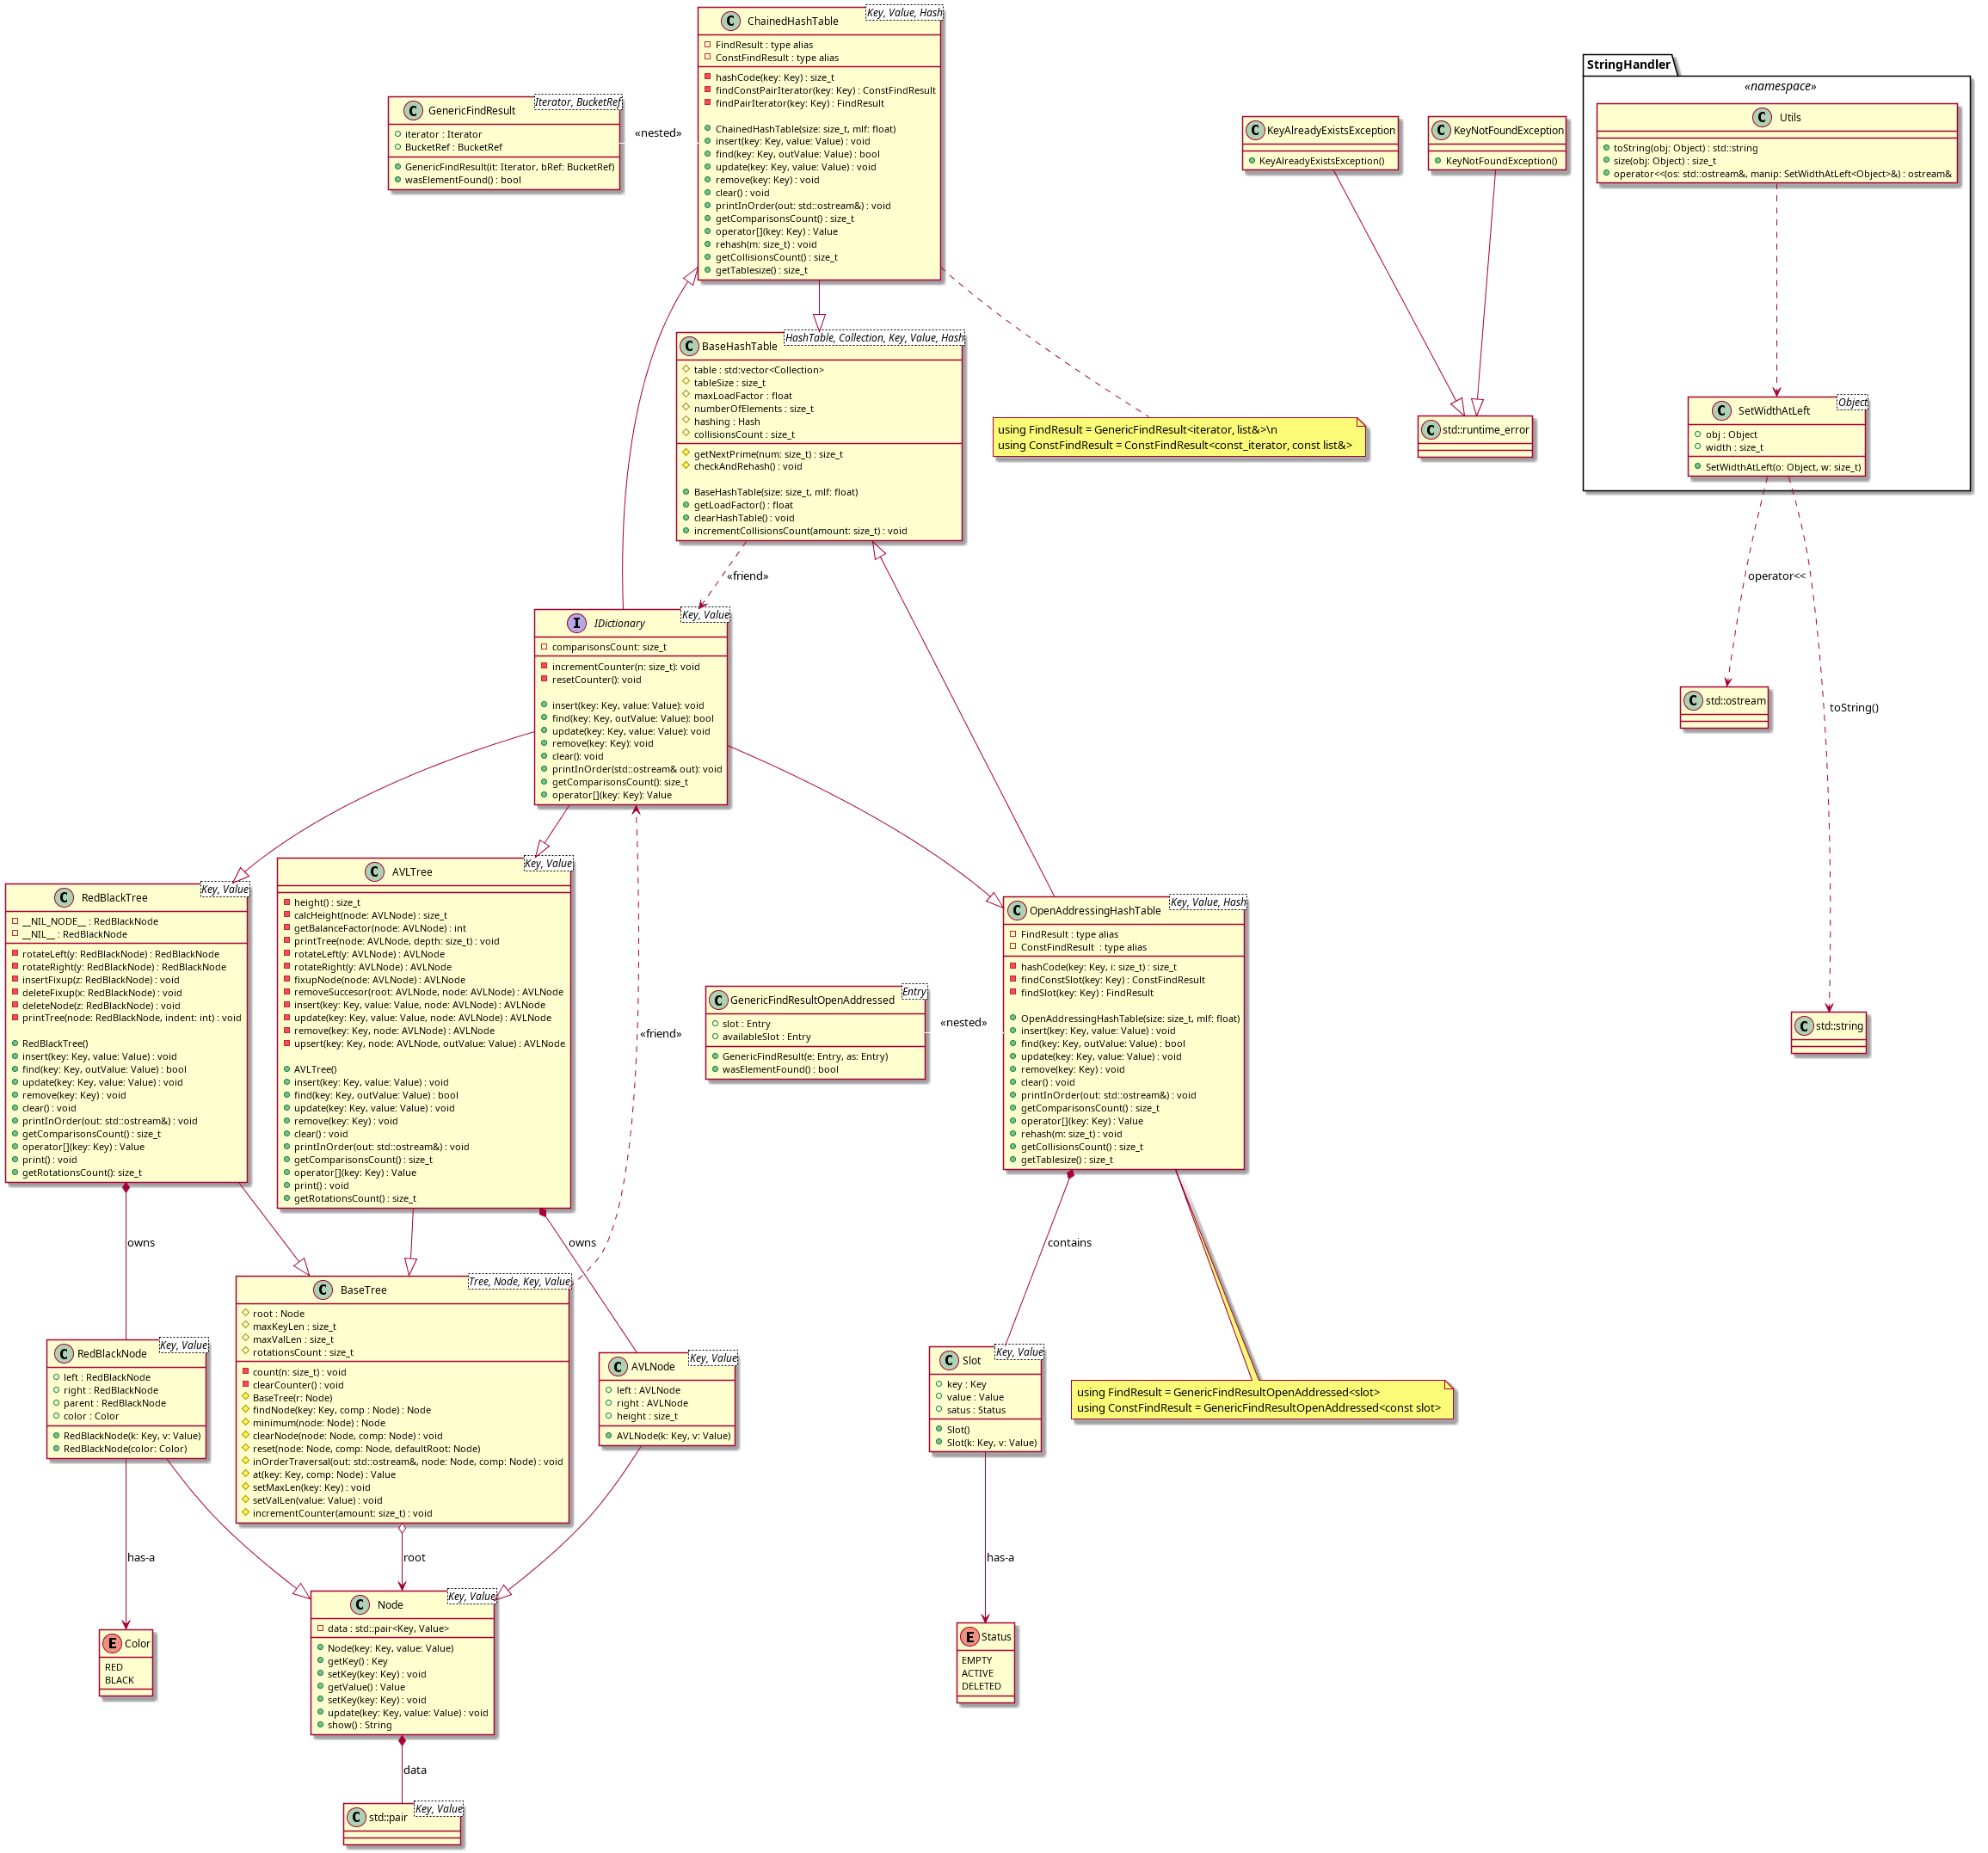 ChainedHashTable
Key, Value, Hash
FindResult : type alias
ConstFindResult : type alias
hashCode(key: Key) : size_t
findConstPairIterator(key: Key) : ConstFindResult
findPairIterator(key: Key) : FindResult
ChainedHashTable(size: size_t, mlf: float)
insert(key: Key, value: Value) : void
find(key: Key, outValue: Value) : bool
update(key: Key, value: Value) : void
remove(key: Key) : void
clear() : void
printInOrder(out: std::ostream&) : void
getComparisonsCount() : size_t
operator[](key: Key) : Value
rehash(m: size_t) : void
getCollisionsCount() : size_t
getTablesize() : size_t
GenericFindResult
Iterator, BucketRef
iterator : Iterator
BucketRef : BucketRef
GenericFindResult(it: Iterator, bRef: BucketRef)
wasElementFound() : bool
«nested»
KeyAlreadyExistsException
KeyAlreadyExistsException()
KeyNotFoundException
KeyNotFoundException()
StringHandler
«namespace»
Utils
toString(obj: Object) : std::string
size(obj: Object) : size_t
operator<<(os: std::ostream&, manip: SetWidthAtLeft<Object>&) : ostream&
BaseHashTable
HashTable, Collection, Key, Value, Hash
table : std:vector<Collection>
tableSize : size_t
maxLoadFactor : float
numberOfElements : size_t
hashing : Hash
collisionsCount : size_t
getNextPrime(num: size_t) : size_t
checkAndRehash() : void
BaseHashTable(size: size_t, mlf: float)
getLoadFactor() : float
clearHashTable() : void
incrementCollisionsCount(amount: size_t) : void
using FindResult = GenericFindResult<iterator, list&>\n
using ConstFindResult = ConstFindResult<const_iterator, const list&>
std::runtime_error
SetWidthAtLeft
Object
obj : Object
width : size_t
SetWidthAtLeft(o: Object, w: size_t)
«friend»
operator<<
IDictionary
Key, Value
comparisonsCount: size_t
incrementCounter(n: size_t): void
resetCounter(): void
insert(key: Key, value: Value): void
find(key: Key, outValue: Value): bool
update(key: Key, value: Value): void
remove(key: Key): void
clear(): void
printInOrder(std::ostream& out): void
getComparisonsCount(): size_t
operator[](key: Key): Value
std::ostream
toString()
RedBlackTree
Key, Value
__NIL_NODE__ : RedBlackNode
__NIL__ : RedBlackNode
rotateLeft(y: RedBlackNode) : RedBlackNode
rotateRight(y: RedBlackNode) : RedBlackNode
insertFixup(z: RedBlackNode) : void
deleteFixup(x: RedBlackNode) : void
deleteNode(z: RedBlackNode) : void
printTree(node: RedBlackNode, indent: int) : void
RedBlackTree()
insert(key: Key, value: Value) : void
find(key: Key, outValue: Value) : bool
update(key: Key, value: Value) : void
remove(key: Key) : void
clear() : void
printInOrder(out: std::ostream&) : void
getComparisonsCount() : size_t
operator[](key: Key) : Value
print() : void
getRotationsCount(): size_t
AVLTree
Key, Value
height() : size_t
calcHeight(node: AVLNode) : size_t
getBalanceFactor(node: AVLNode) : int
printTree(node: AVLNode, depth: size_t) : void
rotateLeft(y: AVLNode) : AVLNode
rotateRight(y: AVLNode) : AVLNode
fixupNode(node: AVLNode) : AVLNode
removeSuccesor(root: AVLNode, node: AVLNode) : AVLNode
insert(key: Key, value: Value, node: AVLNode) : AVLNode
update(key: Key, value: Value, node: AVLNode) : AVLNode
remove(key: Key, node: AVLNode) : AVLNode
upsert(key: Key, node: AVLNode, outValue: Value) : AVLNode
AVLTree()
insert(key: Key, value: Value) : void
find(key: Key, outValue: Value) : bool
update(key: Key, value: Value) : void
remove(key: Key) : void
clear() : void
printInOrder(out: std::ostream&) : void
getComparisonsCount() : size_t
operator[](key: Key) : Value
print() : void
getRotationsCount() : size_t
«friend»
GenericFindResultOpenAddressed
Entry
slot : Entry
availableSlot : Entry
GenericFindResult(e: Entry, as: Entry)
wasElementFound() : bool
«nested»
OpenAddressingHashTable
Key, Value, Hash
FindResult : type alias
ConstFindResult : type alias
hashCode(key: Key, i: size_t) : size_t
findConstSlot(key: Key) : ConstFindResult
findSlot(key: Key) : FindResult
OpenAddressingHashTable(size: size_t, mlf: float)
insert(key: Key, value: Value) : void
find(key: Key, outValue: Value) : bool
update(key: Key, value: Value) : void
remove(key: Key) : void
clear() : void
printInOrder(out: std::ostream&) : void
getComparisonsCount() : size_t
operator[](key: Key) : Value
rehash(m: size_t) : void
getCollisionsCount() : size_t
getTablesize() : size_t
std::string
owns
owns
contains
BaseTree
Tree, Node, Key, Value
root : Node
maxKeyLen : size_t
maxValLen : size_t
rotationsCount : size_t
count(n: size_t) : void
clearCounter() : void
BaseTree(r: Node)
findNode(key: Key, comp : Node) : Node
minimum(node: Node) : Node
clearNode(node: Node, comp: Node) : void
reset(node: Node, comp: Node, defaultRoot: Node)
inOrderTraversal(out: std::ostream&, node: Node, comp: Node) : void
at(key: Key, comp: Node) : Value
setMaxLen(key: Key) : void
setValLen(value: Value) : void
incrementCounter(amount: size_t) : void
RedBlackNode
Key, Value
left : RedBlackNode
right : RedBlackNode
parent : RedBlackNode
color : Color
RedBlackNode(k: Key, v: Value)
RedBlackNode(color: Color)
AVLNode
Key, Value
left : AVLNode
right : AVLNode
height : size_t
AVLNode(k: Key, v: Value)
Slot
Key, Value
key : Key
value : Value
satus : Status
Slot()
Slot(k: Key, v: Value)
using FindResult = GenericFindResultOpenAddressed<slot>
using ConstFindResult = GenericFindResultOpenAddressed<const slot>
has-a
root
has-a
Color
RED
BLACK
Node
Key, Value
data : std::pair<Key, Value>
Node(key: Key, value: Value)
getKey() : Key
setKey(key: Key) : void
getValue() : Value
setKey(key: Key) : void
update(key: Key, value: Value) : void
show() : String
Status
EMPTY
ACTIVE
DELETED
data
std::pair
Key, Value